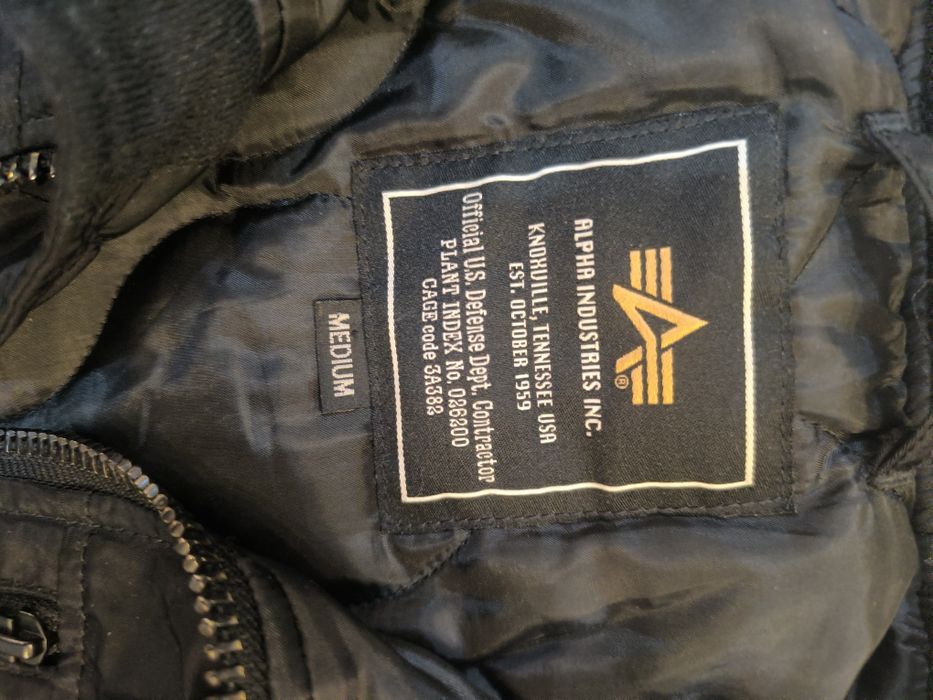 ALPHA INDUSTRIES INC.
KNOXVILLE, TENNESSEE USA
EST. OCTOBER 1959
Official U.S. Defense Dept. Contractor
PLANT INDEX No. 026200
CAGE code 3A382
MEDIUM